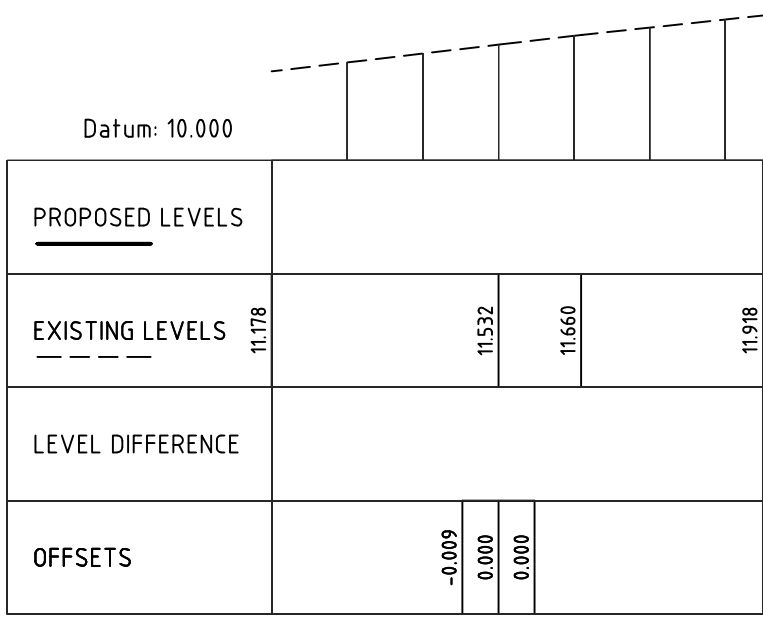 Datum: 10.000
PROPOSED LEVELS
EXISTING LEVELS
11.178
11.532
11.660
11.918
LEVEL DIFFERENCE
OFFSETS
-0.009
0.000
0.000